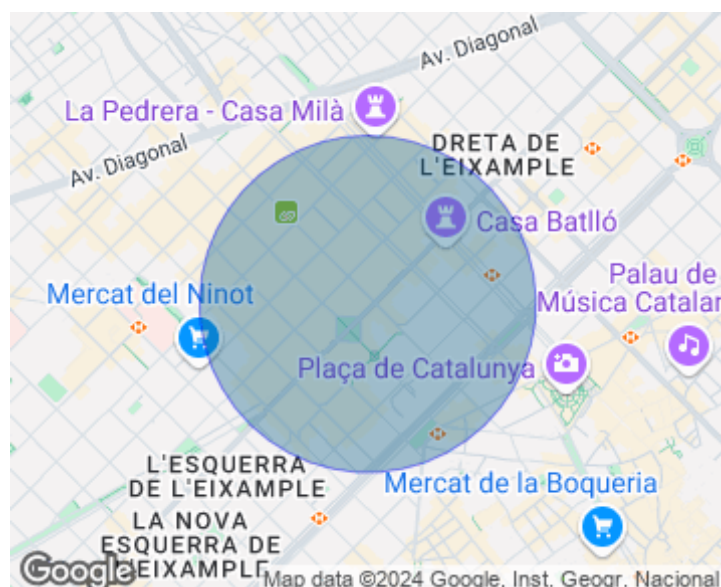 Av. Diagonal
La Pedrera - Casa Milà
DRETA DE
L'EIXAMPLE
Av. Diagonal
Casa Batlló
Palau de
Música Catalan
Mercat del Ninot
Plaça de Catalunya
L'ESQUERRA
DE L'EIXAMPLE
Mercat de la Boqueria
LA NOVA
ESQUERRA DE
L'EIXAMPLE
Google
Map data ©2024 Google, Inst. Geogr. Nacional